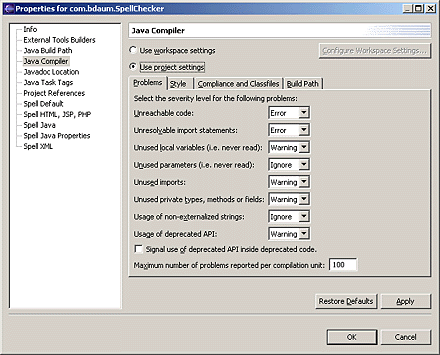 Properties for com.bdaum.SpellChecker
Info
External Tools Builders
Java Build Path
Java Compiler
Javadoc Location
Java Task Tags
Project References
Spell Default
Spell HTML, JSP, PHP
Spell Java
Spell Java Properties
Spell XML
Java Compiler
Use workspace settings
Configure Workspace Settings...
Use project settings
Problems Style Compliance and Classfiles Build Path
Select the severity level for the following problems:
Unreachable code: Error
Unresolvable import statements: Error
Unused local variables (i.e. never read): Warning
Unused parameters (i.e. never read): Ignore
Unused imports: Warning
Unused private types, methods or fields: Warning
Usage of non-externalized strings: Ignore
Usage of deprecated API: Warning
Signal use of deprecated API inside deprecated code.
Maximum number of problems reported per compilation unit: 100
Restore Defaults Apply
OK Cancel